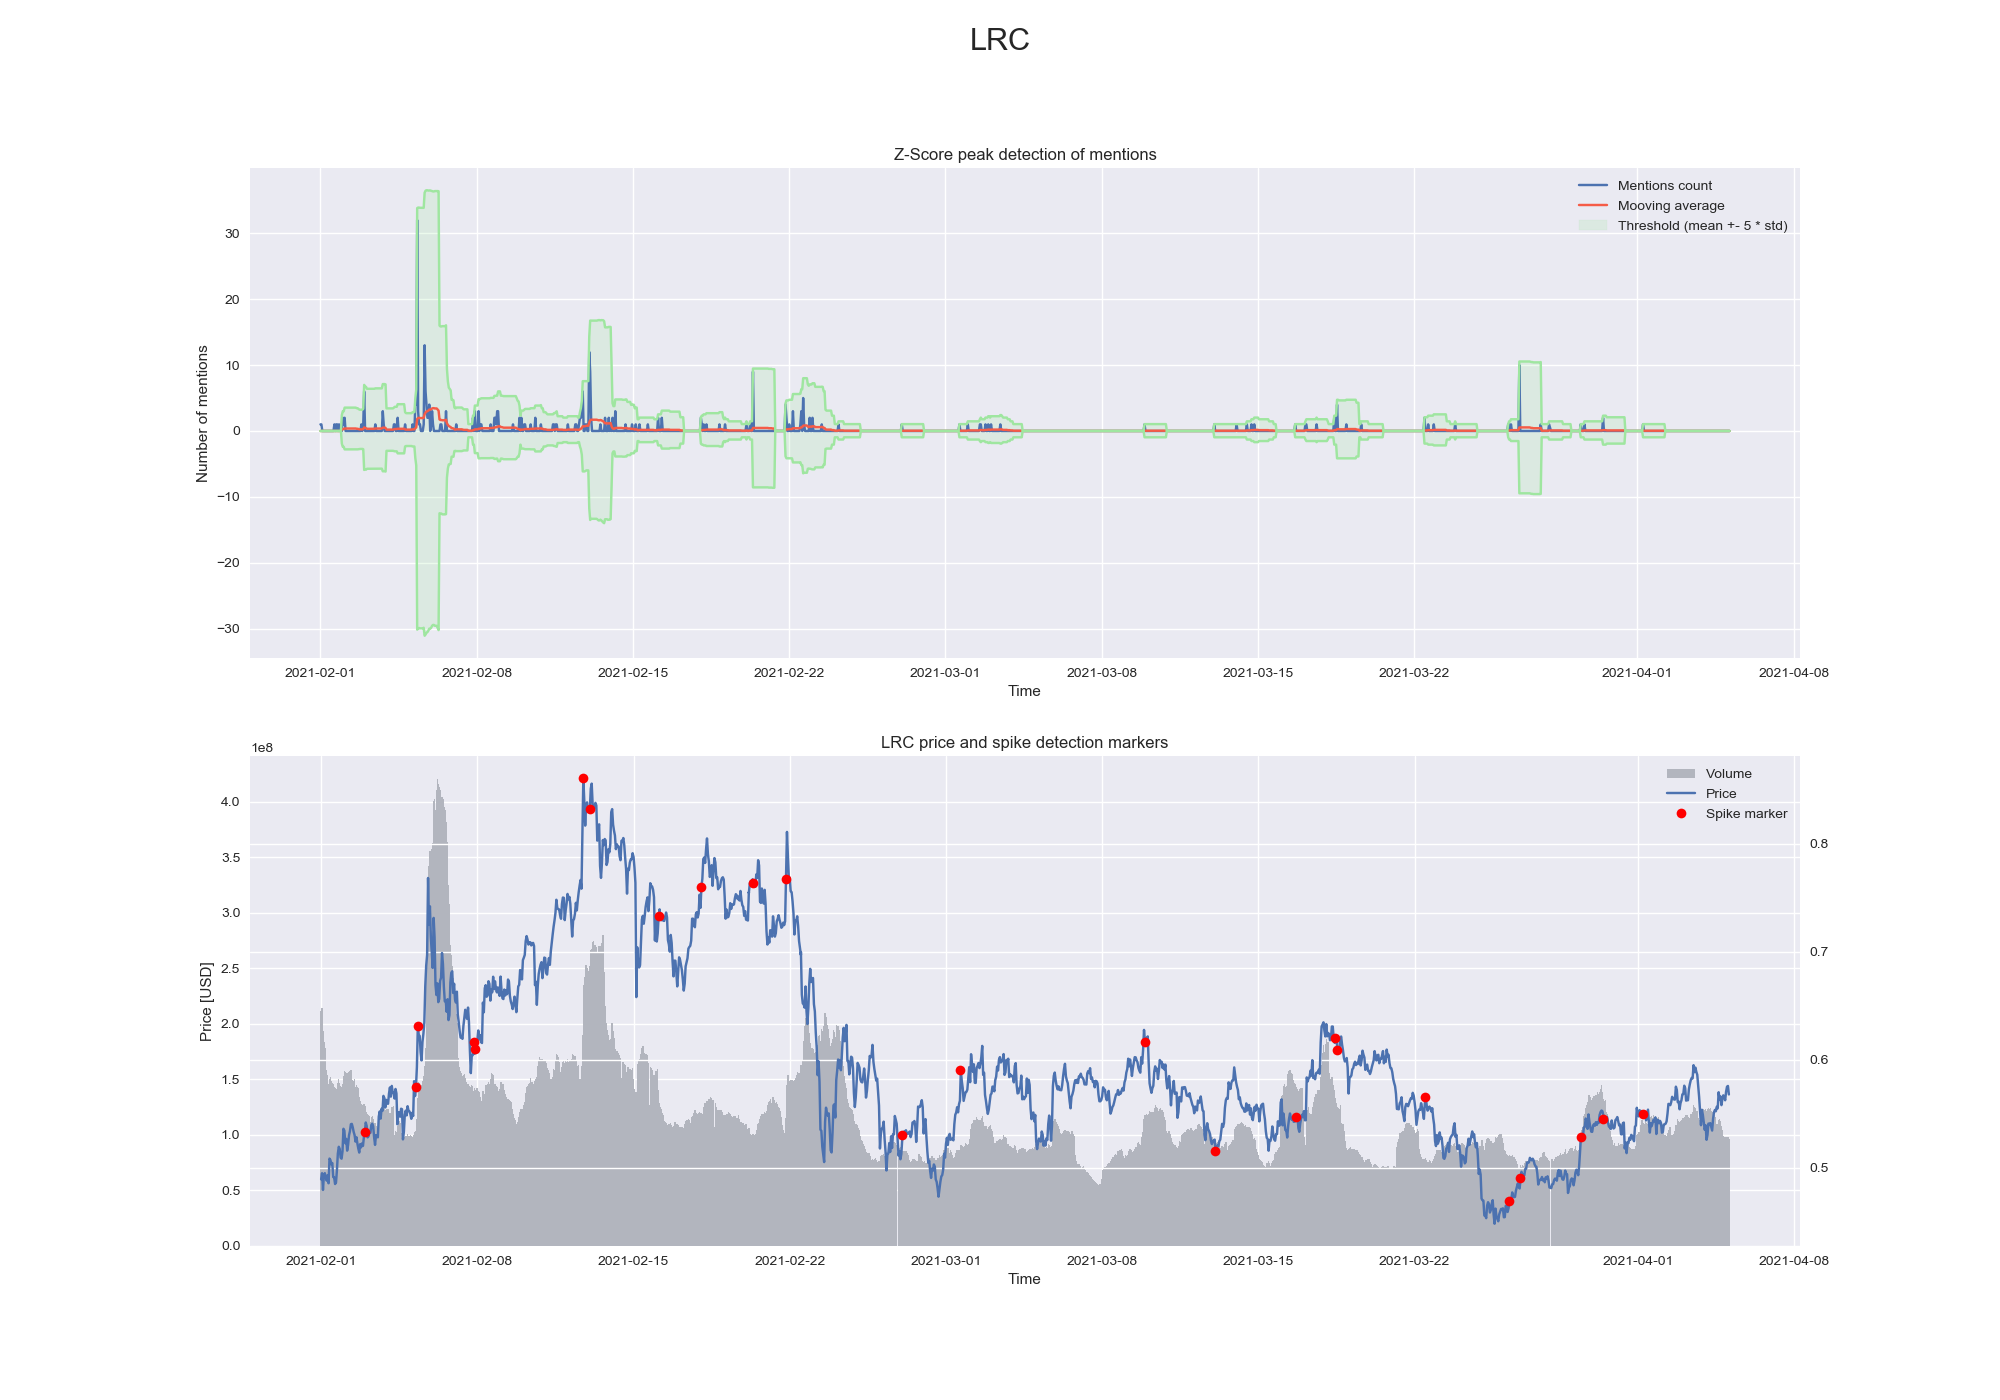 LRC
Z-Score peak detection of mentions
Mentions count
Mooving average
Threshold (mean +- 5 * std)
Number of mentions
30
20
10
0
−10
−20
−30
2021-02-01 2021-02-08 2021-02-15 2021-02-22 2021-03-01 2021-03-08 2021-03-15 2021-03-22 2021-04-01 2021-04-08
Time
LRC price and spike detection markers
1e8
Volume
Price
Spike marker
Price [USD]
4.0
3.5
3.0
2.5
2.0
1.5
1.0
0.5
0.0
0.8
0.7
0.6
0.5
2021-02-01 2021-02-08 2021-02-15 2021-02-22 2021-03-01 2021-03-08 2021-03-15 2021-03-22 2021-04-01 2021-04-08
Time